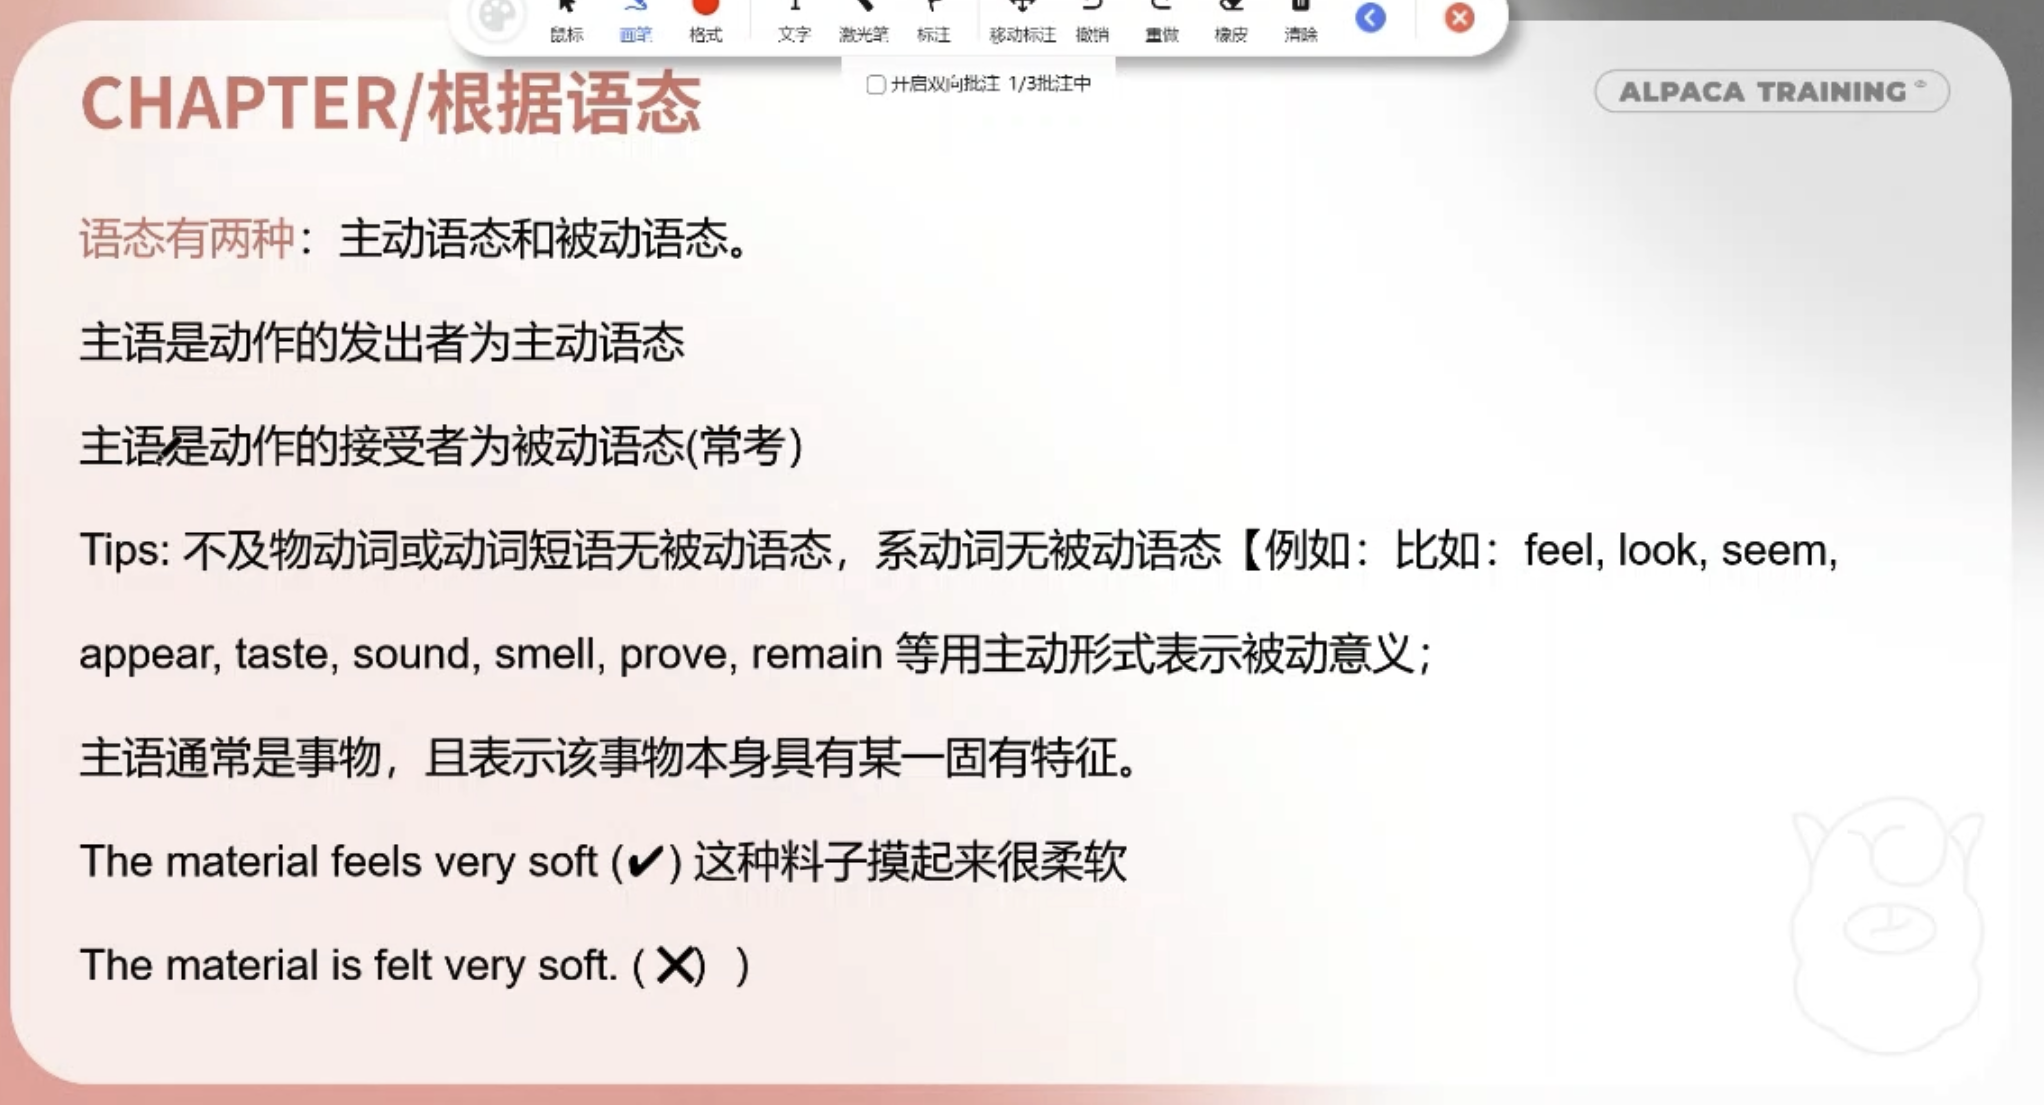 鼠标 画笔 格式 文字 激光笔 标注 移动标注 撤销 重做 橡皮 清除
开启双向批注 1/3批注中
CHAPTER/根据语态
ALPACA TRAINING
语态有两种：主动语态和被动语态。
主语是动作的发出者为主动语态
主语是动作的接受者为被动语态(常考）
Tips: 不及物动词或动词短语无被动语态，系动词无被动语态【例如：比如：feel, look, seem,
appear, taste, sound, smell, prove, remain 等用主动形式表示被动意义；
主语通常是事物，且表示该事物本身具有某一固有特征。
The material feels very soft (✔) 这种料子摸起来很柔软
The material is felt very soft. ( ✕) ）